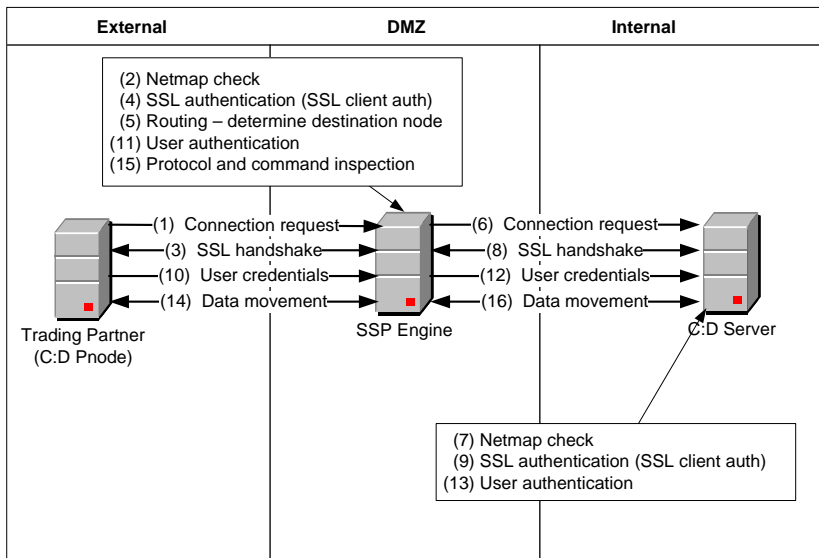 External
DMZ
Internal
(2) Netmap check
(4) SSL authentication (SSL client auth)
(5) Routing – determine destination node
(11) User authentication
(15) Protocol and command inspection
(1) Connection request
(6) Connection request
(3) SSL handshake
(8) SSL handshake
(10) User credentials
(12) User credentials
(14) Data movement
(16) Data movement
Trading Partner
(C:D Pnode)
SSP Engine
C:D Server
(7) Netmap check
(9) SSL authentication (SSL client auth)
(13) User authentication